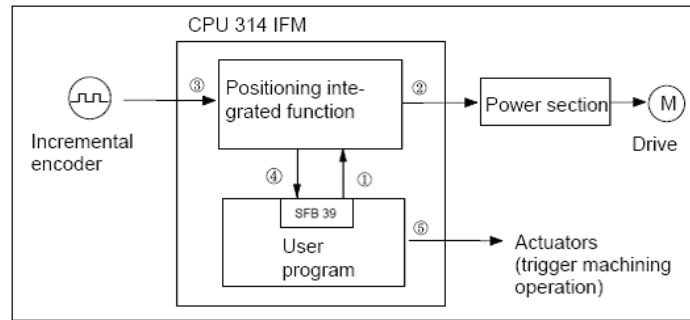 CPU 314 IFM
③
Positioning inte-
grated function
②
Power section
M
Incremental
encoder
Drive
④
①
SFB 39
User
program
⑤
Actuators
(trigger machining
operation)